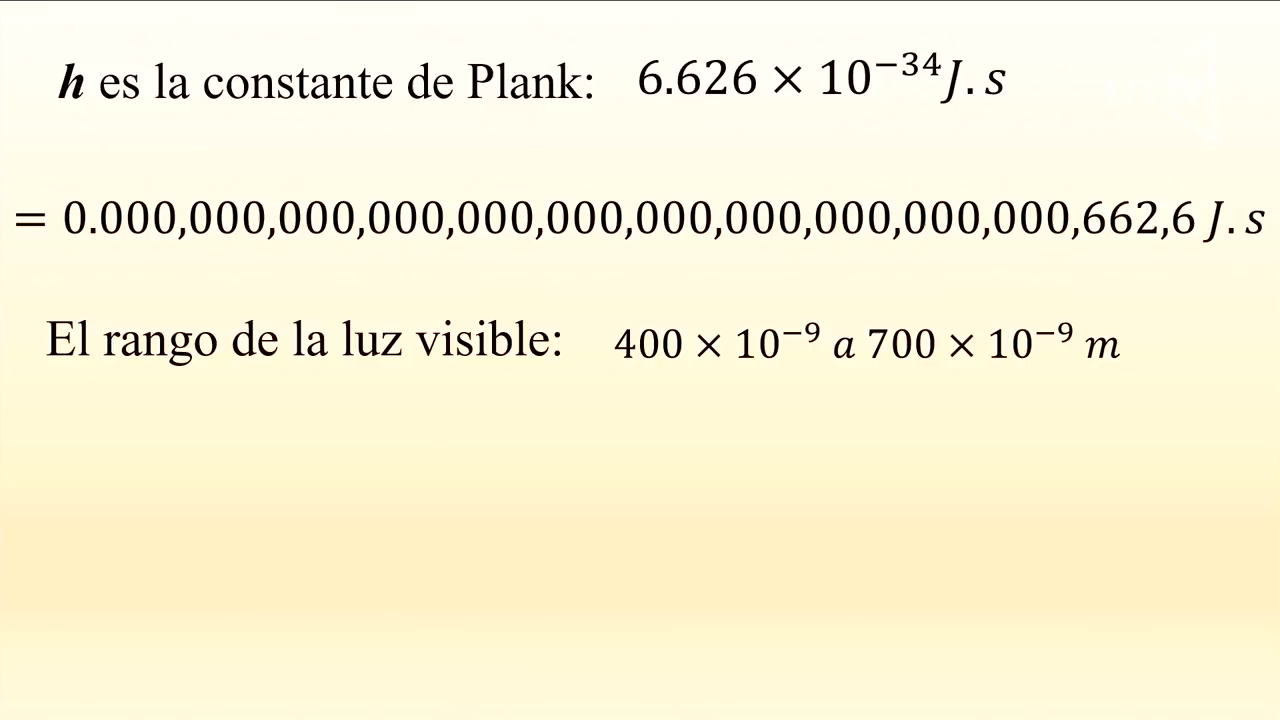 h es la constante de Plank: 6.626 × 10⁻³⁴ J. s
= 0.000,000,000,000,000,000,000,000,000,000,000,662,6 J. s
El rango de la luz visible: 400 × 10⁻⁹ a 700 × 10⁻⁹ m